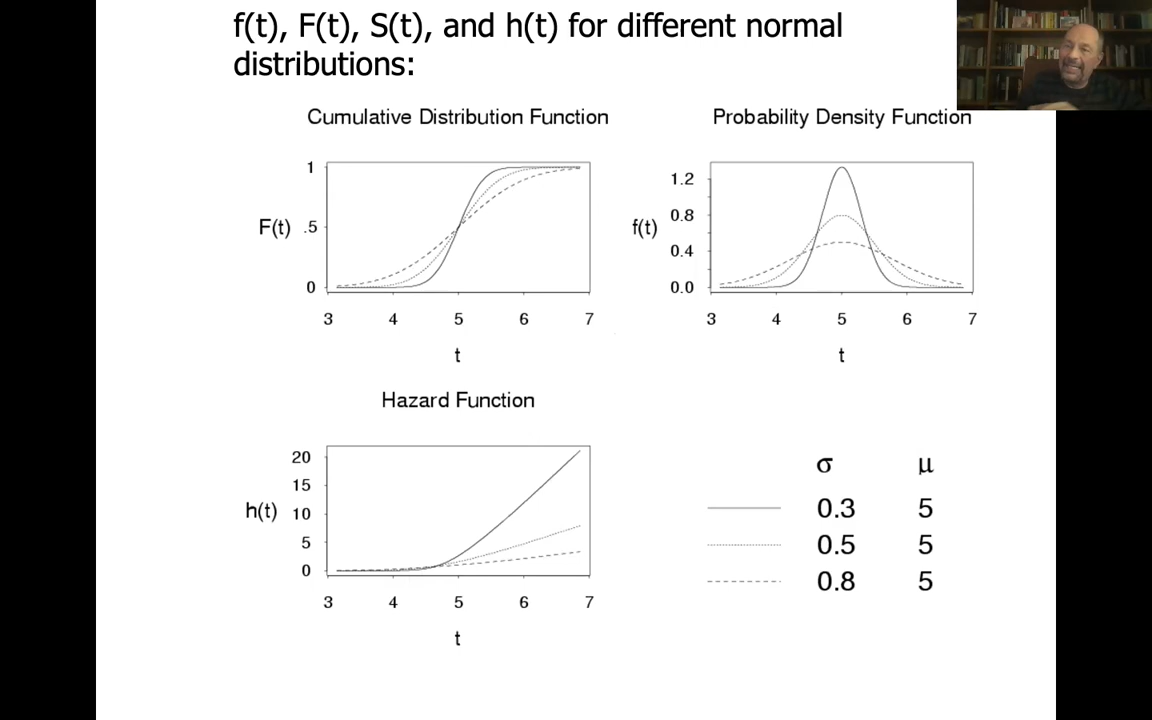 f(t), F(t), S(t), and h(t) for different normal
distributions:
Cumulative Distribution Function
1
F(t) .5
0
3 4 5 6 7
t
Probability Density Function
1.2
0.8
f(t)
0.4
0.0
3 4 5 6 7
t
Hazard Function
20
15
h(t) 10
5
0
3 4 5 6 7
t
σ μ
0.3 5
0.5 5
0.8 5